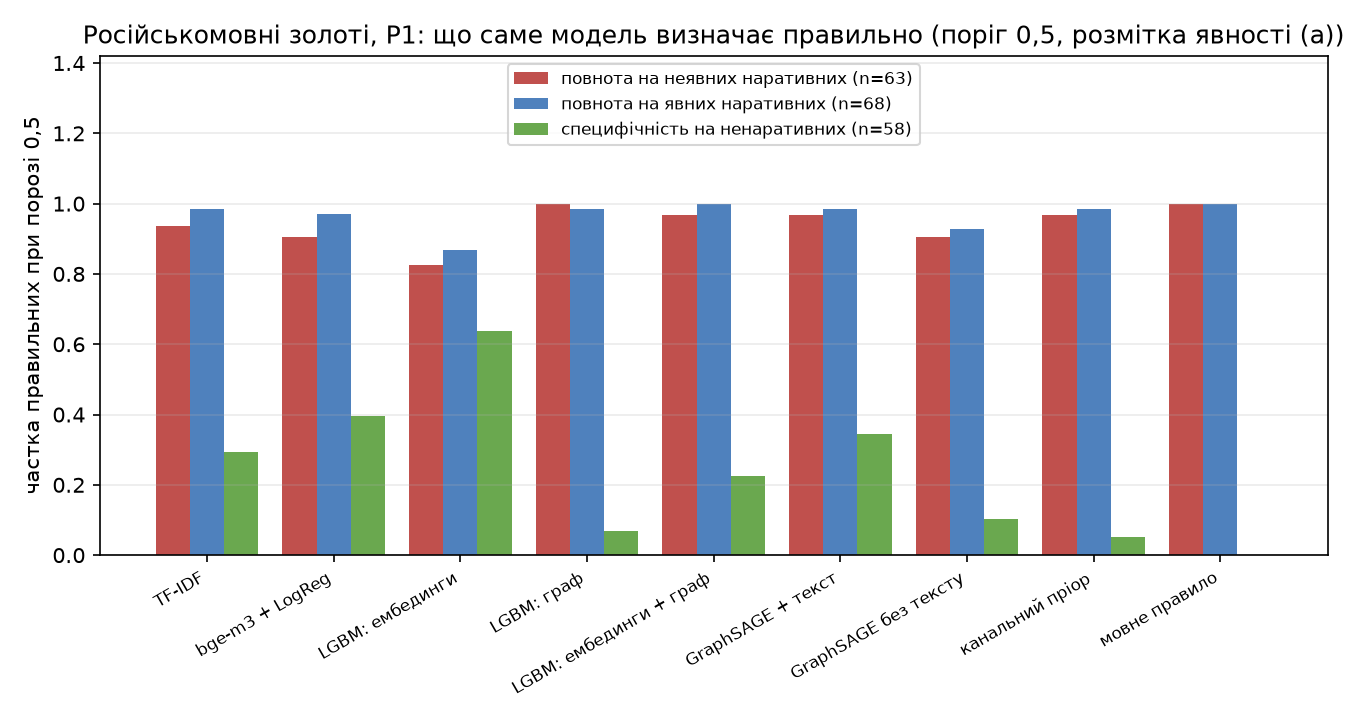 Російськомовні золоті, P1: що саме модель визначає правильно (поріг 0,5, розмітка явності (а))
повнота на неявних наративних (n=63)
повнота на явних наративних (n=68)
специфічність на ненаративних (n=58)
частка правильних при порозі 0,5
1.4
1.2
1.0
0.8
0.6
0.4
0.2
0.0
TF-IDF
bge-m3 + LogReg
LGBM: ембединги
LGBM: граф
LGBM: ембединги + граф
GraphSAGE + текст
GraphSAGE без тексту
канальний пріор
мовне правило